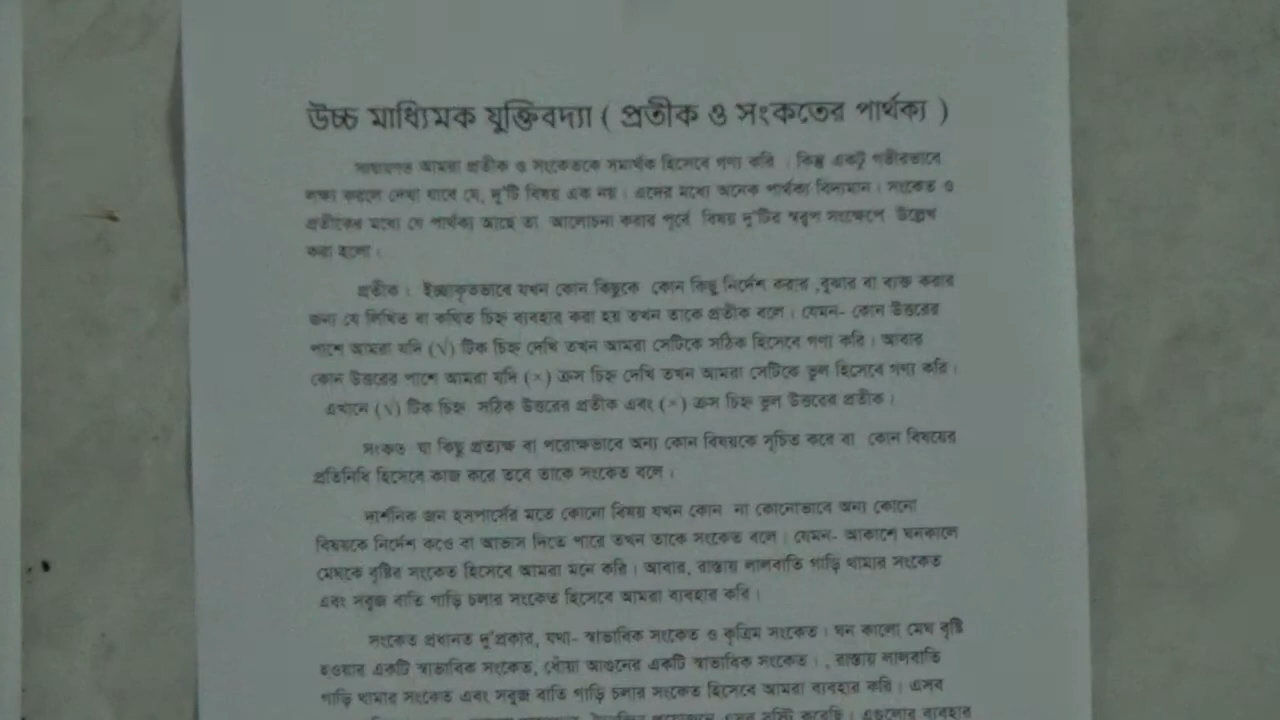 উচ্চ মাধ্যিমক যুক্তিবদ্যা ( প্রতীক ও সংকতের পার্থক্য )
সাধারণত আমরা প্রতীক ও সংকেতকে সমার্থক হিসেবে গণ্য করি । কিন্তু একটু গভীরভাবে
লক্ষ্য করলে দেখা যাবে যে, দু'টি বিষয় এক নয় । এদের মধ্যে অনেক পার্থক্য বিদ্যমান । সংকেত ও
প্রতীকের মধ্যে যে পার্থক্য আছে তা আলোচনা করার পূর্বে বিষয় দু'টির স্বরূপ সংক্ষেপে উল্লেখ
করা হলো ।
প্রতীক : ইচ্ছাকৃতভাবে যখন কোন কিছুকে কোন কিছু নির্দেশ করার ,বুঝার বা ব্যক্ত করার
জন্য যে লিখিত বা কথিত চিহ্ন ব্যবহার করা হয় তখন তাকে প্রতীক বলে । যেমন- কোন উত্তরের
পাশে আমরা যদি (√) টিক চিহ্ন দেখি তখন আমরা সেটিকে সঠিক হিসেবে গণ্য করি । আবার
কোন উত্তরের পাশে আমরা যদি (×) ক্রস চিহ্ন দেখি তখন আমরা সেটিকে ভুল হিসেবে গণ্য করি ।
এখানে (√) টিক চিহ্ন সঠিক উত্তরের প্রতীক এবং (×) ক্রস চিহ্ন ভুল উত্তরের প্রতীক ।
সংকেত যা কিছু প্রত্যক্ষ বা পরোক্ষভাবে অন্য কোন বিষয়কে সূচিত করে বা কোন বিষয়ের
প্রতিনিধি হিসেবে কাজ করে তবে তাকে সংকেত বলে ।
দার্শনিক জন হসপার্সের মতে কোনো বিষয় যখন কোন না কোনোভাবে অন্য কোনো
বিষয়কে নির্দেশ করতে বা আভাস দিতে পারে তখন তাকে সংকেত বলে । যেমন- আকাশে ঘনকালো
মেঘকে বৃষ্টির সংকেত হিসেবে আমরা মনে করি । আবার, রাস্তায় লালবাতি গাড়ি থামার সংকেত
এবং সবুজ বাতি গাড়ি চলার সংকেত হিসেবে আমরা ব্যবহার করি ।
সংকেত প্রধানত দু'প্রকার, যথা- স্বাভাবিক সংকেত ও কৃত্রিম সংকেত । ঘন কালো মেঘ বৃষ্টি
হওয়ার একটি স্বাভাবিক সংকেত, ধোঁয়া আগুনের একটি স্বাভাবিক সংকেত । , রাস্তায় লালবাতি
গাড়ি থামার সংকেত এবং সবুজ বাতি গাড়ি চলার সংকেত হিসেবে আমরা ব্যবহার করি । এসব